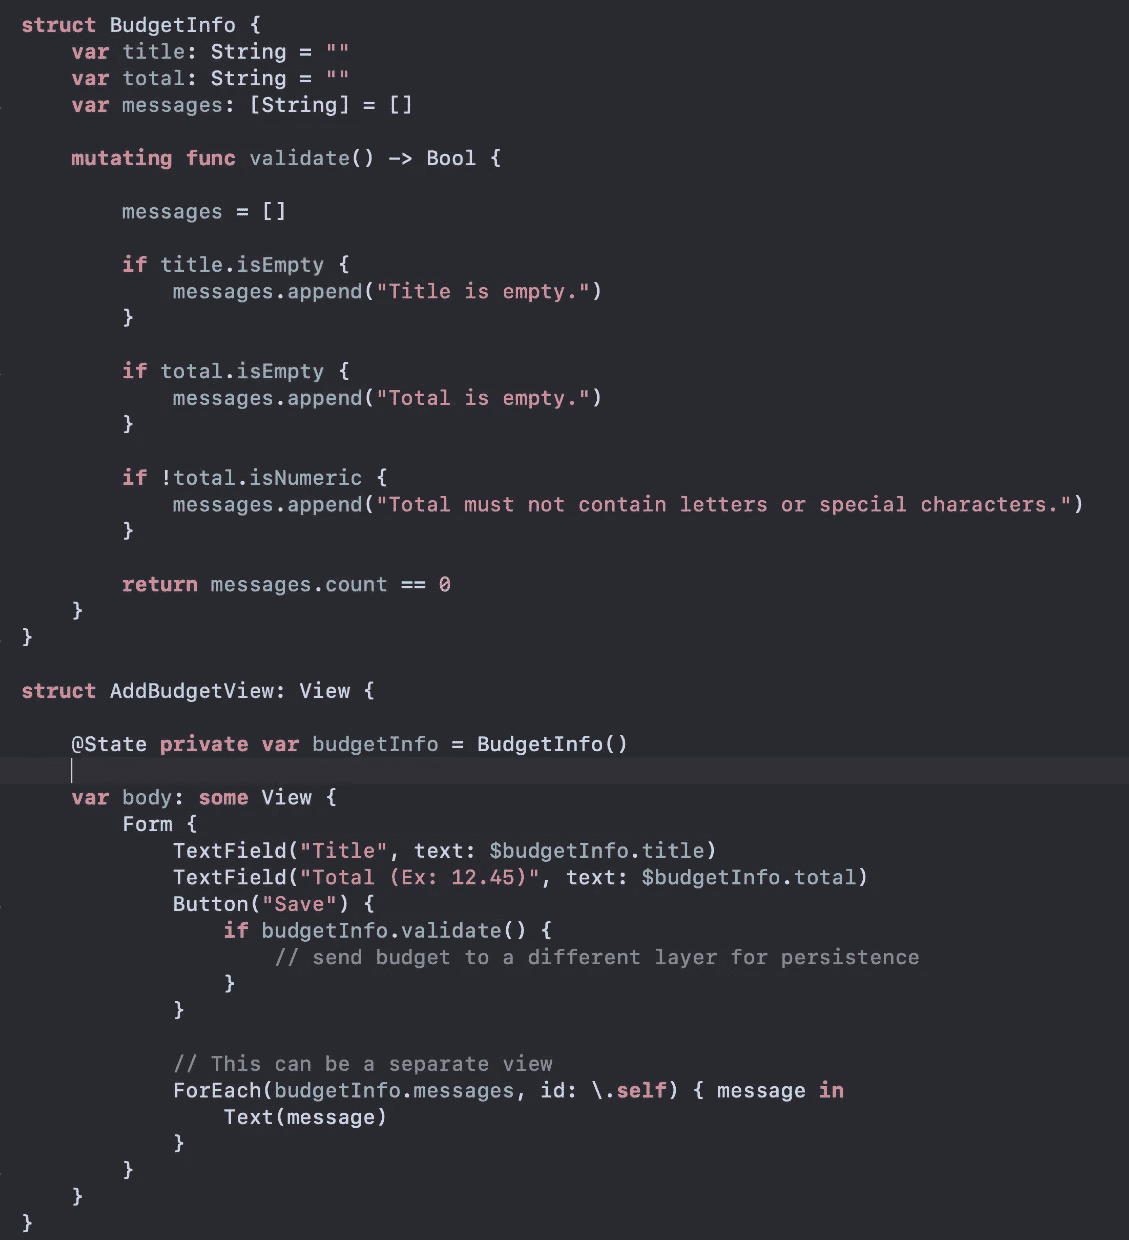 struct BudgetInfo {
    var title: String = ""
    var total: String = ""
    var messages: [String] = []
    mutating func validate() -> Bool {
        messages = []
        if title.isEmpty {
            messages.append("Title is empty.")
        }
        if total.isEmpty {
            messages.append("Total is empty.")
        }
        if !total.isNumeric {
            messages.append("Total must not contain letters or special characters.")
        }
        return messages.count == 0
    }
}
struct AddBudgetView: View {
    @State private var budgetInfo = BudgetInfo()
    var body: some View {
        Form {
            TextField("Title", text: $budgetInfo.title)
            TextField("Total (Ex: 12.45)", text: $budgetInfo.total)
            Button("Save") {
                if budgetInfo.validate() {
                    // send budget to a different layer for persistence
                }
            }
            // This can be a separate view
            ForEach(budgetInfo.messages, id: \.self) { message in
                Text(message)
            }
        }
    }
}